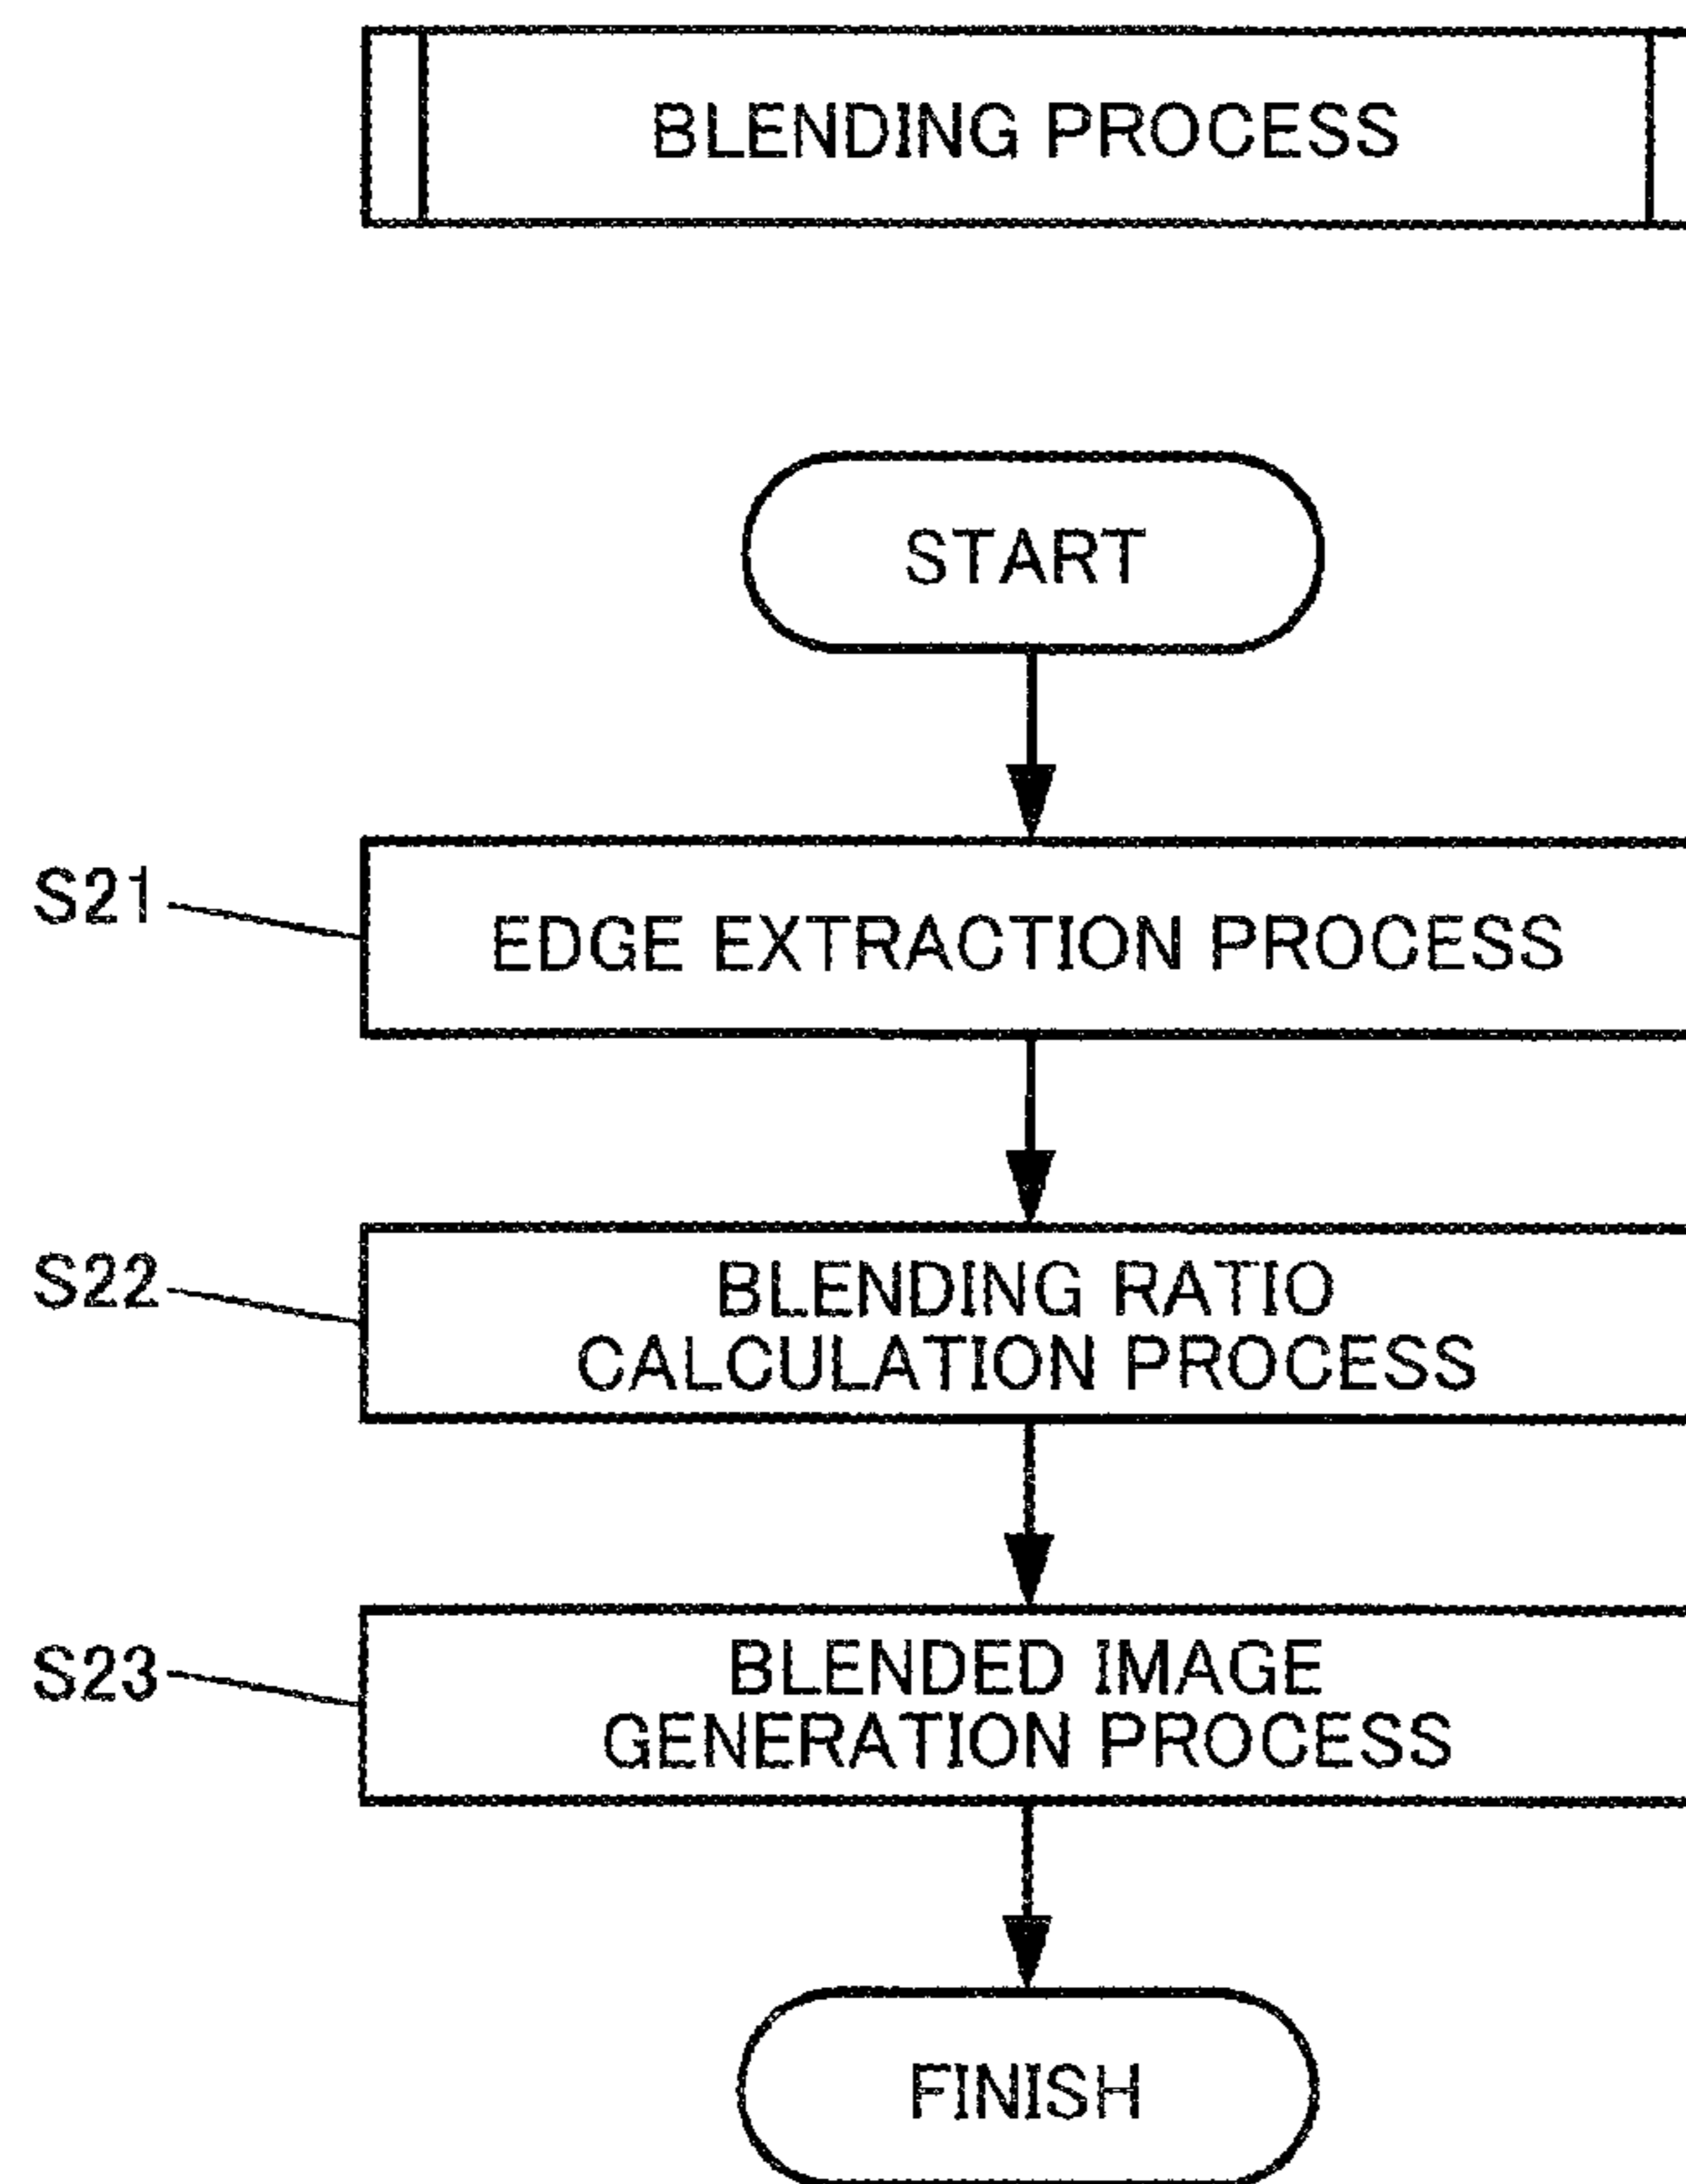 BLENDING PROCESS
START
S21
EDGE EXTRACTION PROCESS
S22
BLENDING RATIO
CALCULATION PROCESS
S23
BLENDED IMAGE
GENERATION PROCESS
FINISH